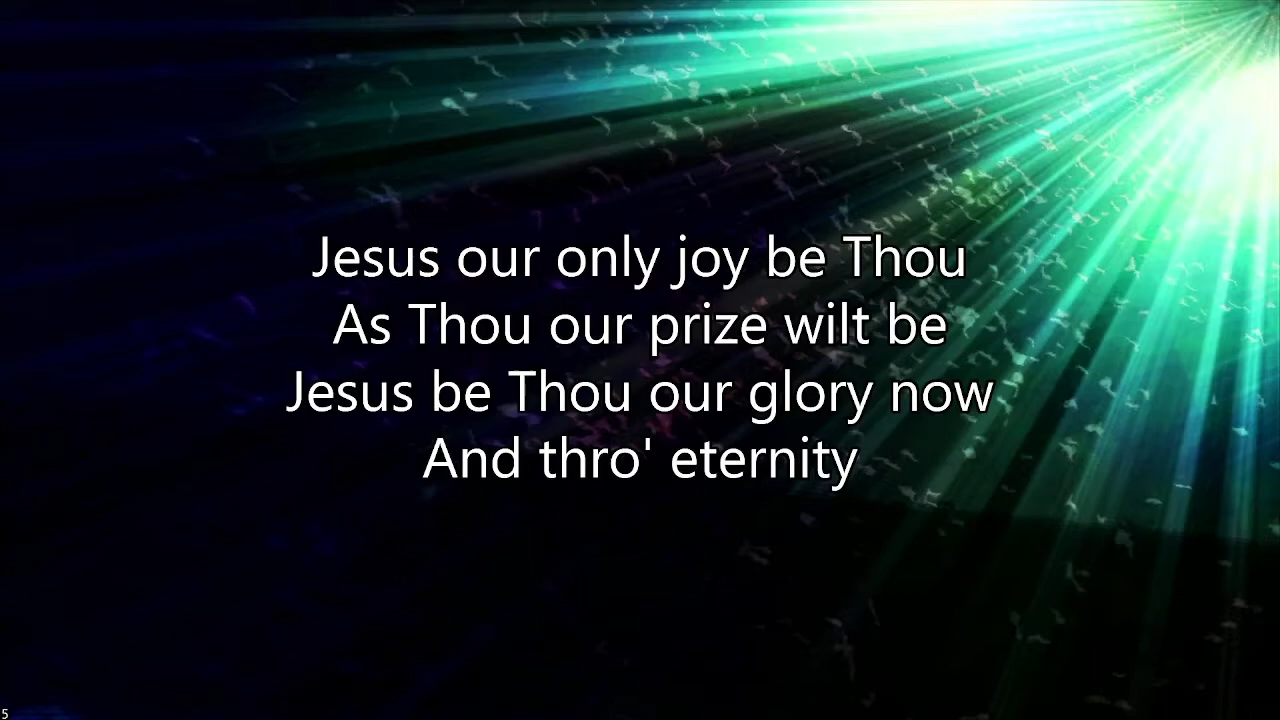 Jesus our only joy be Thou
As Thou our prize wilt be
Jesus be Thou our glory now
And thro' eternity
5